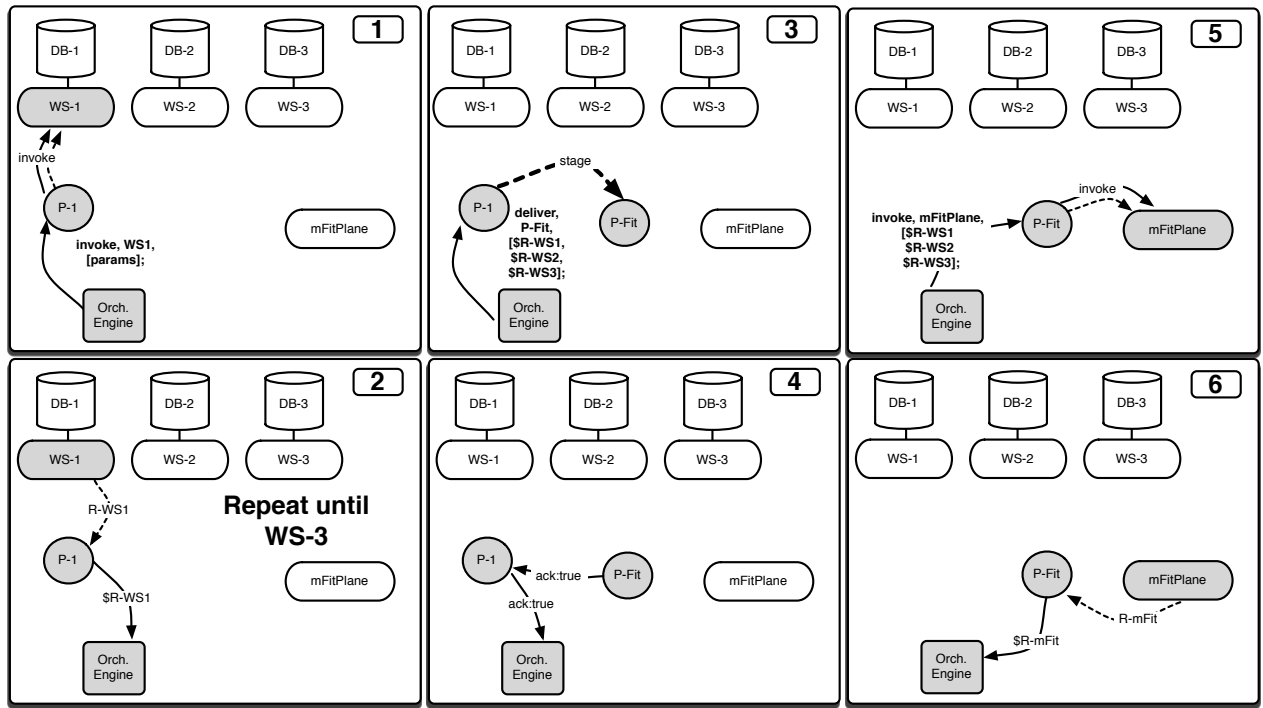 1
DB-1
DB-2
DB-3
WS-1
WS-2
WS-3
invoke
P-1
mFitPlane
invoke, WS1,
[params];
Orch.
Engine
2
DB-1
DB-2
DB-3
WS-1
WS-2
WS-3
R-WS1
Repeat until
WS-3
P-1
mFitPlane
$R-WS1
Orch.
Engine
3
DB-1
DB-2
DB-3
WS-1
WS-2
WS-3
stage
P-1
deliver,
P-Fit,
[$R-WS1,
$R-WS2,
$R-WS3];
P-Fit
mFitPlane
Orch.
Engine
4
DB-1
DB-2
DB-3
WS-1
WS-2
WS-3
P-1
ack:true
P-Fit
mFitPlane
ack:true
Orch.
Engine
5
DB-1
DB-2
DB-3
WS-1
WS-2
WS-3
invoke
invoke, mFitPlane,
[$R-WS1
$R-WS2
$R-WS3];
P-Fit
mFitPlane
Orch.
Engine
6
DB-1
DB-2
DB-3
WS-1
WS-2
WS-3
P-Fit
mFitPlane
R-mFit
$R-mFit
Orch.
Engine